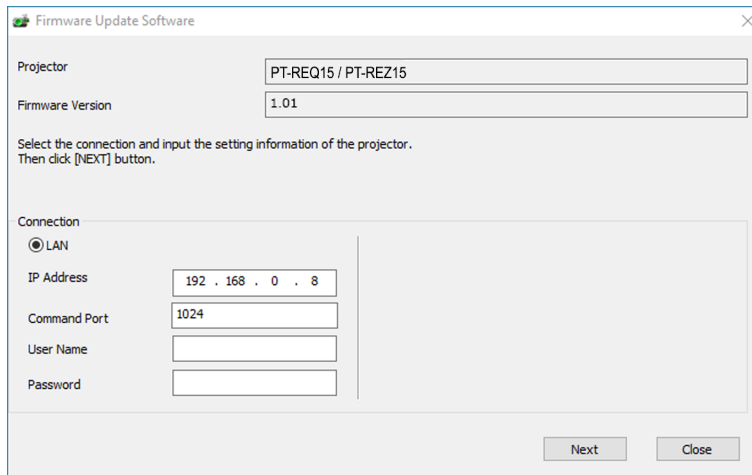 Firmware Update Software
Projector PT-REQ15 / PT-REZ15
Firmware Version 1.01
Select the connection and input the setting information of the projector.
Then click [NEXT] button.
Connection
LAN
IP Address 192 . 168 . 0 . 8
Command Port 1024
User Name
Password
Next Close